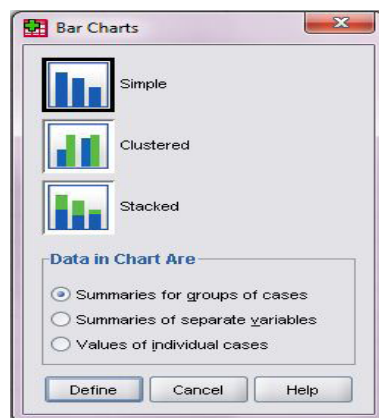 Bar Charts
Simple
Clustered
Stacked
Data in Chart Are
Summaries for groups of cases
Summaries of separate variables
Values of individual cases
Define Cancel Help